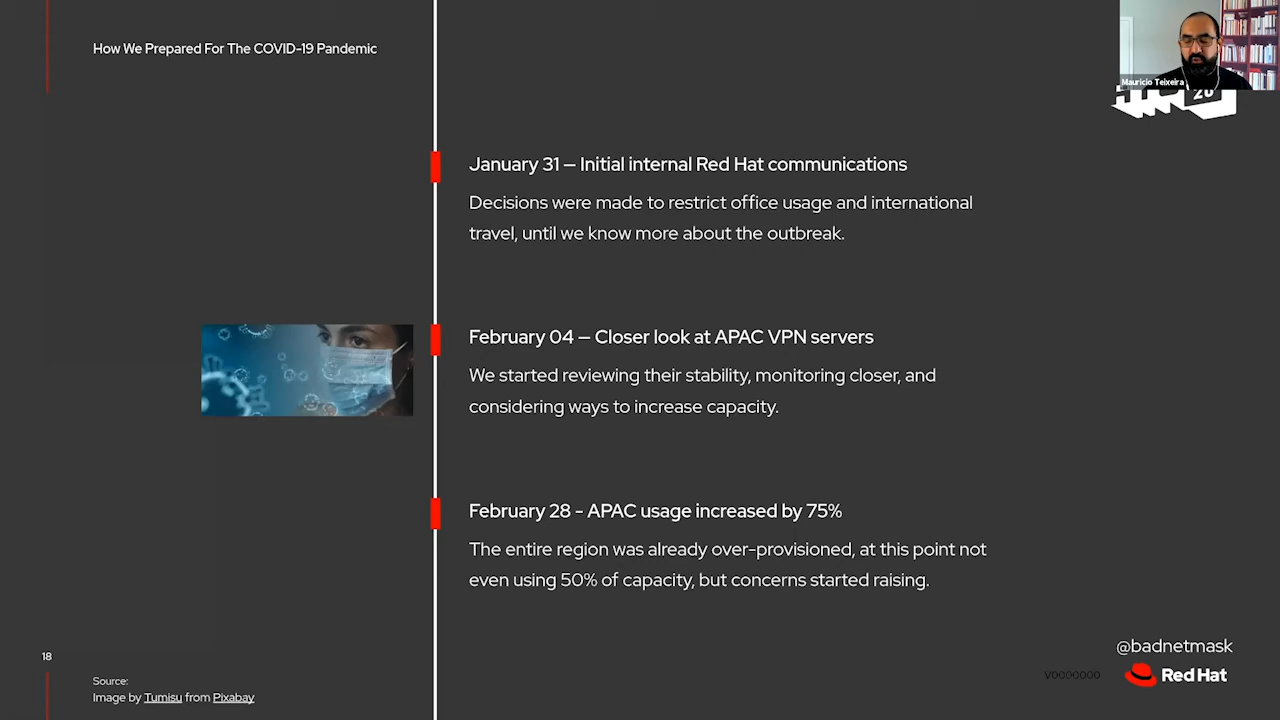 How We Prepared For The COVID-19 Pandemic
Mauricio Teixeira
20
January 31 – Initial internal Red Hat communications
Decisions were made to restrict office usage and international
travel, until we know more about the outbreak.
February 04 – Closer look at APAC VPN servers
We started reviewing their stability, monitoring closer, and
considering ways to increase capacity.
February 28 - APAC usage increased by 75%
The entire region was already over-provisioned, at this point not
even using 50% of capacity, but concerns started raising.
@badnetmask
18
V0000000
Red Hat
Source:
Image by Tumisu from Pixabay